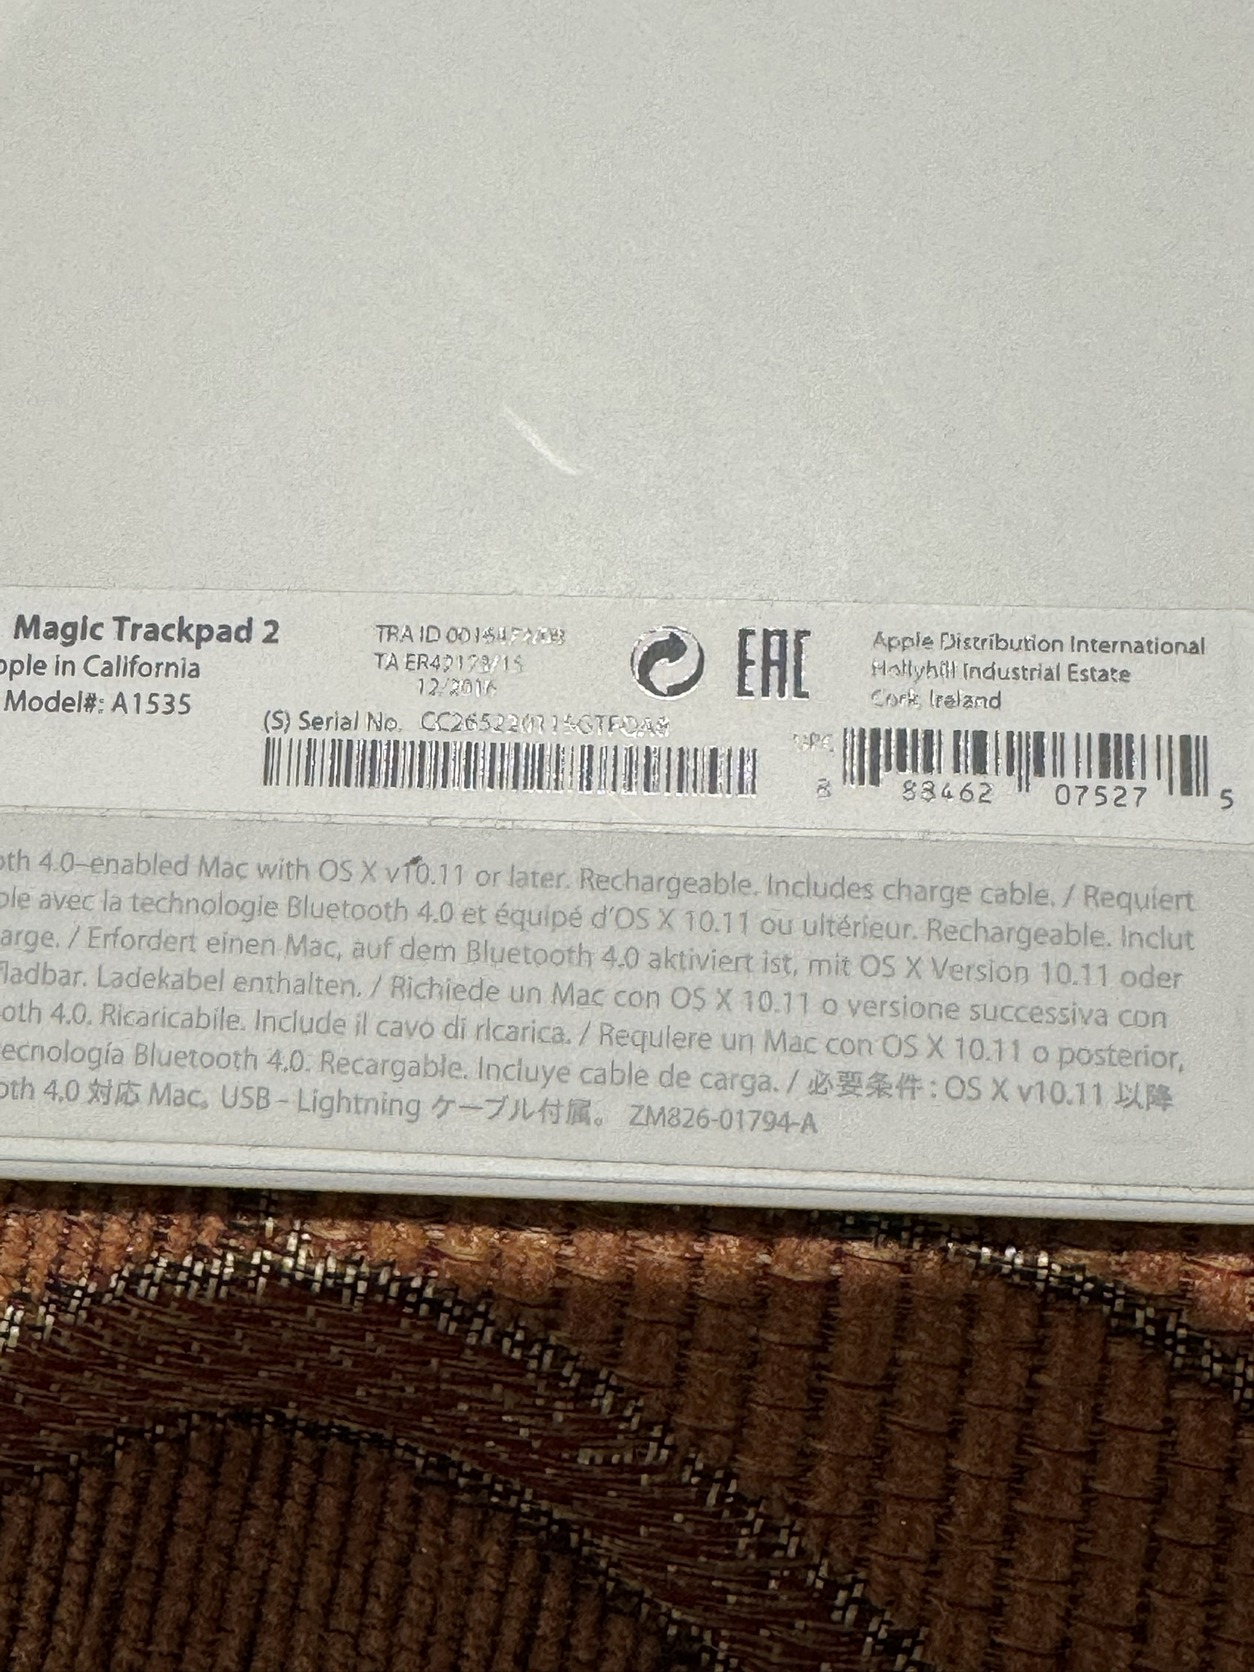 Magic Trackpad 2
pple in California
Model#: A1535
TRA ID
TA
12/2016
(S) Serial No.
EAC
Apple Distribution International
Hollyhill Industrial Estate
Cork, Ireland
UPC
8 88462 07527 5
oth 4.0–enabled Mac with OS X v10.11 or later. Rechargeable. Includes charge cable. / Requiert
ple avec la technologie Bluetooth 4.0 et équipé d’OS X 10.11 ou ultérieur. Rechargeable. Inclut
arge. / Erfordert einen Mac, auf dem Bluetooth 4.0 aktiviert ist, mit OS X Version 10.11 oder
fladbar. Ladekabel enthalten. / Richiede un Mac con OS X 10.11 o versione successiva con
oth 4.0. Ricaricabile. Include il cavo di ricarica. / Requiere un Mac con OS X 10.11 o posterior,
tecnología Bluetooth 4.0. Recargable. Incluye cable de carga. / 必要条件 : OS X v10.11 以降
oth 4.0 対応 Mac。USB - Lightning ケーブル付属。 ZM826-01794-A